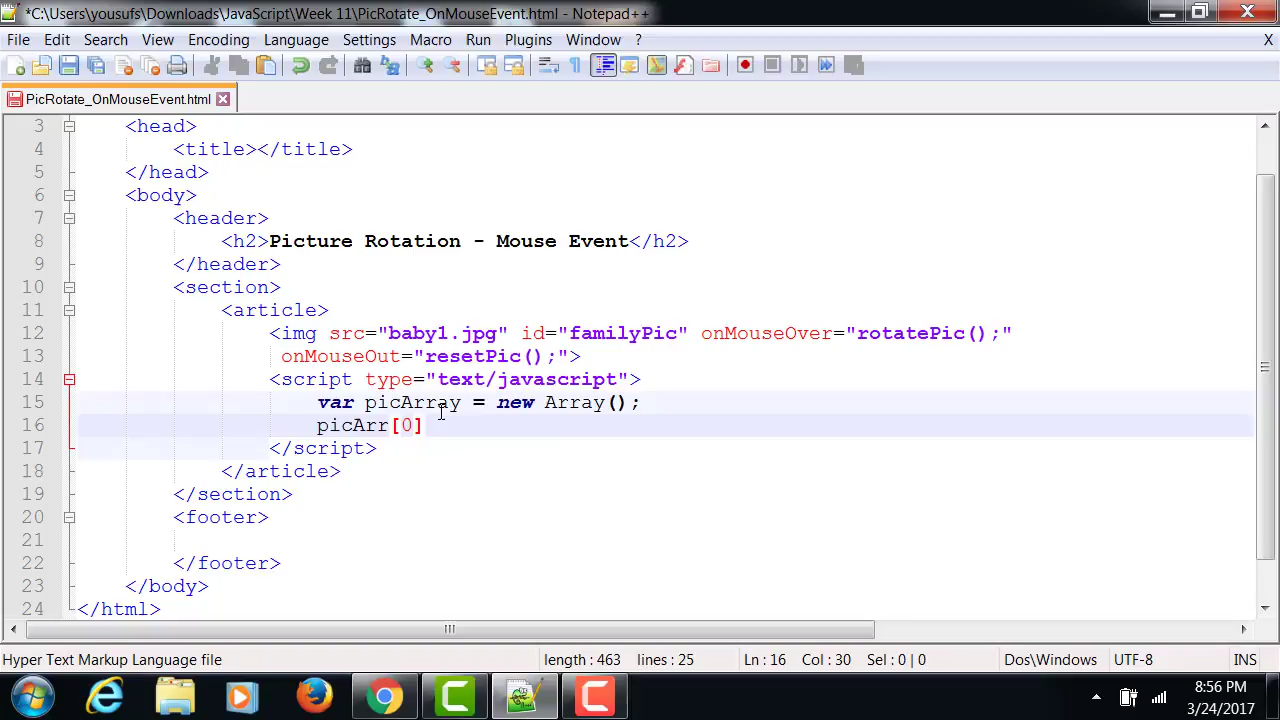 *C:\Users\yousufs\Downloads\JavaScript\Week 11\PicRotate_OnMouseEvent.html - Notepad++
File Edit Search View Encoding Language Settings Macro Run Plugins Window ? X
PicRotate_OnMouseEvent.html
3 <head>
4 <title></title>
5 </head>
6 <body>
7 <header>
8 <h2>Picture Rotation - Mouse Event</h2>
9 </header>
10 <section>
11 <article>
12 <img src="baby1.jpg" id="familyPic" onMouseOver="rotatePic();"
13 onMouseOut="resetPic();">
14 <script type="text/javascript">
15 var picArray = new Array();
16 picArr[0]
17 </script>
18 </article>
19 </section>
20 <footer>
21
22 </footer>
23 </body>
24 </html>
Hyper Text Markup Language file length : 463 lines : 25 Ln : 16 Col : 30 Sel : 0 | 0 Dos\Windows UTF-8 INS
8:56 PM
3/24/2017